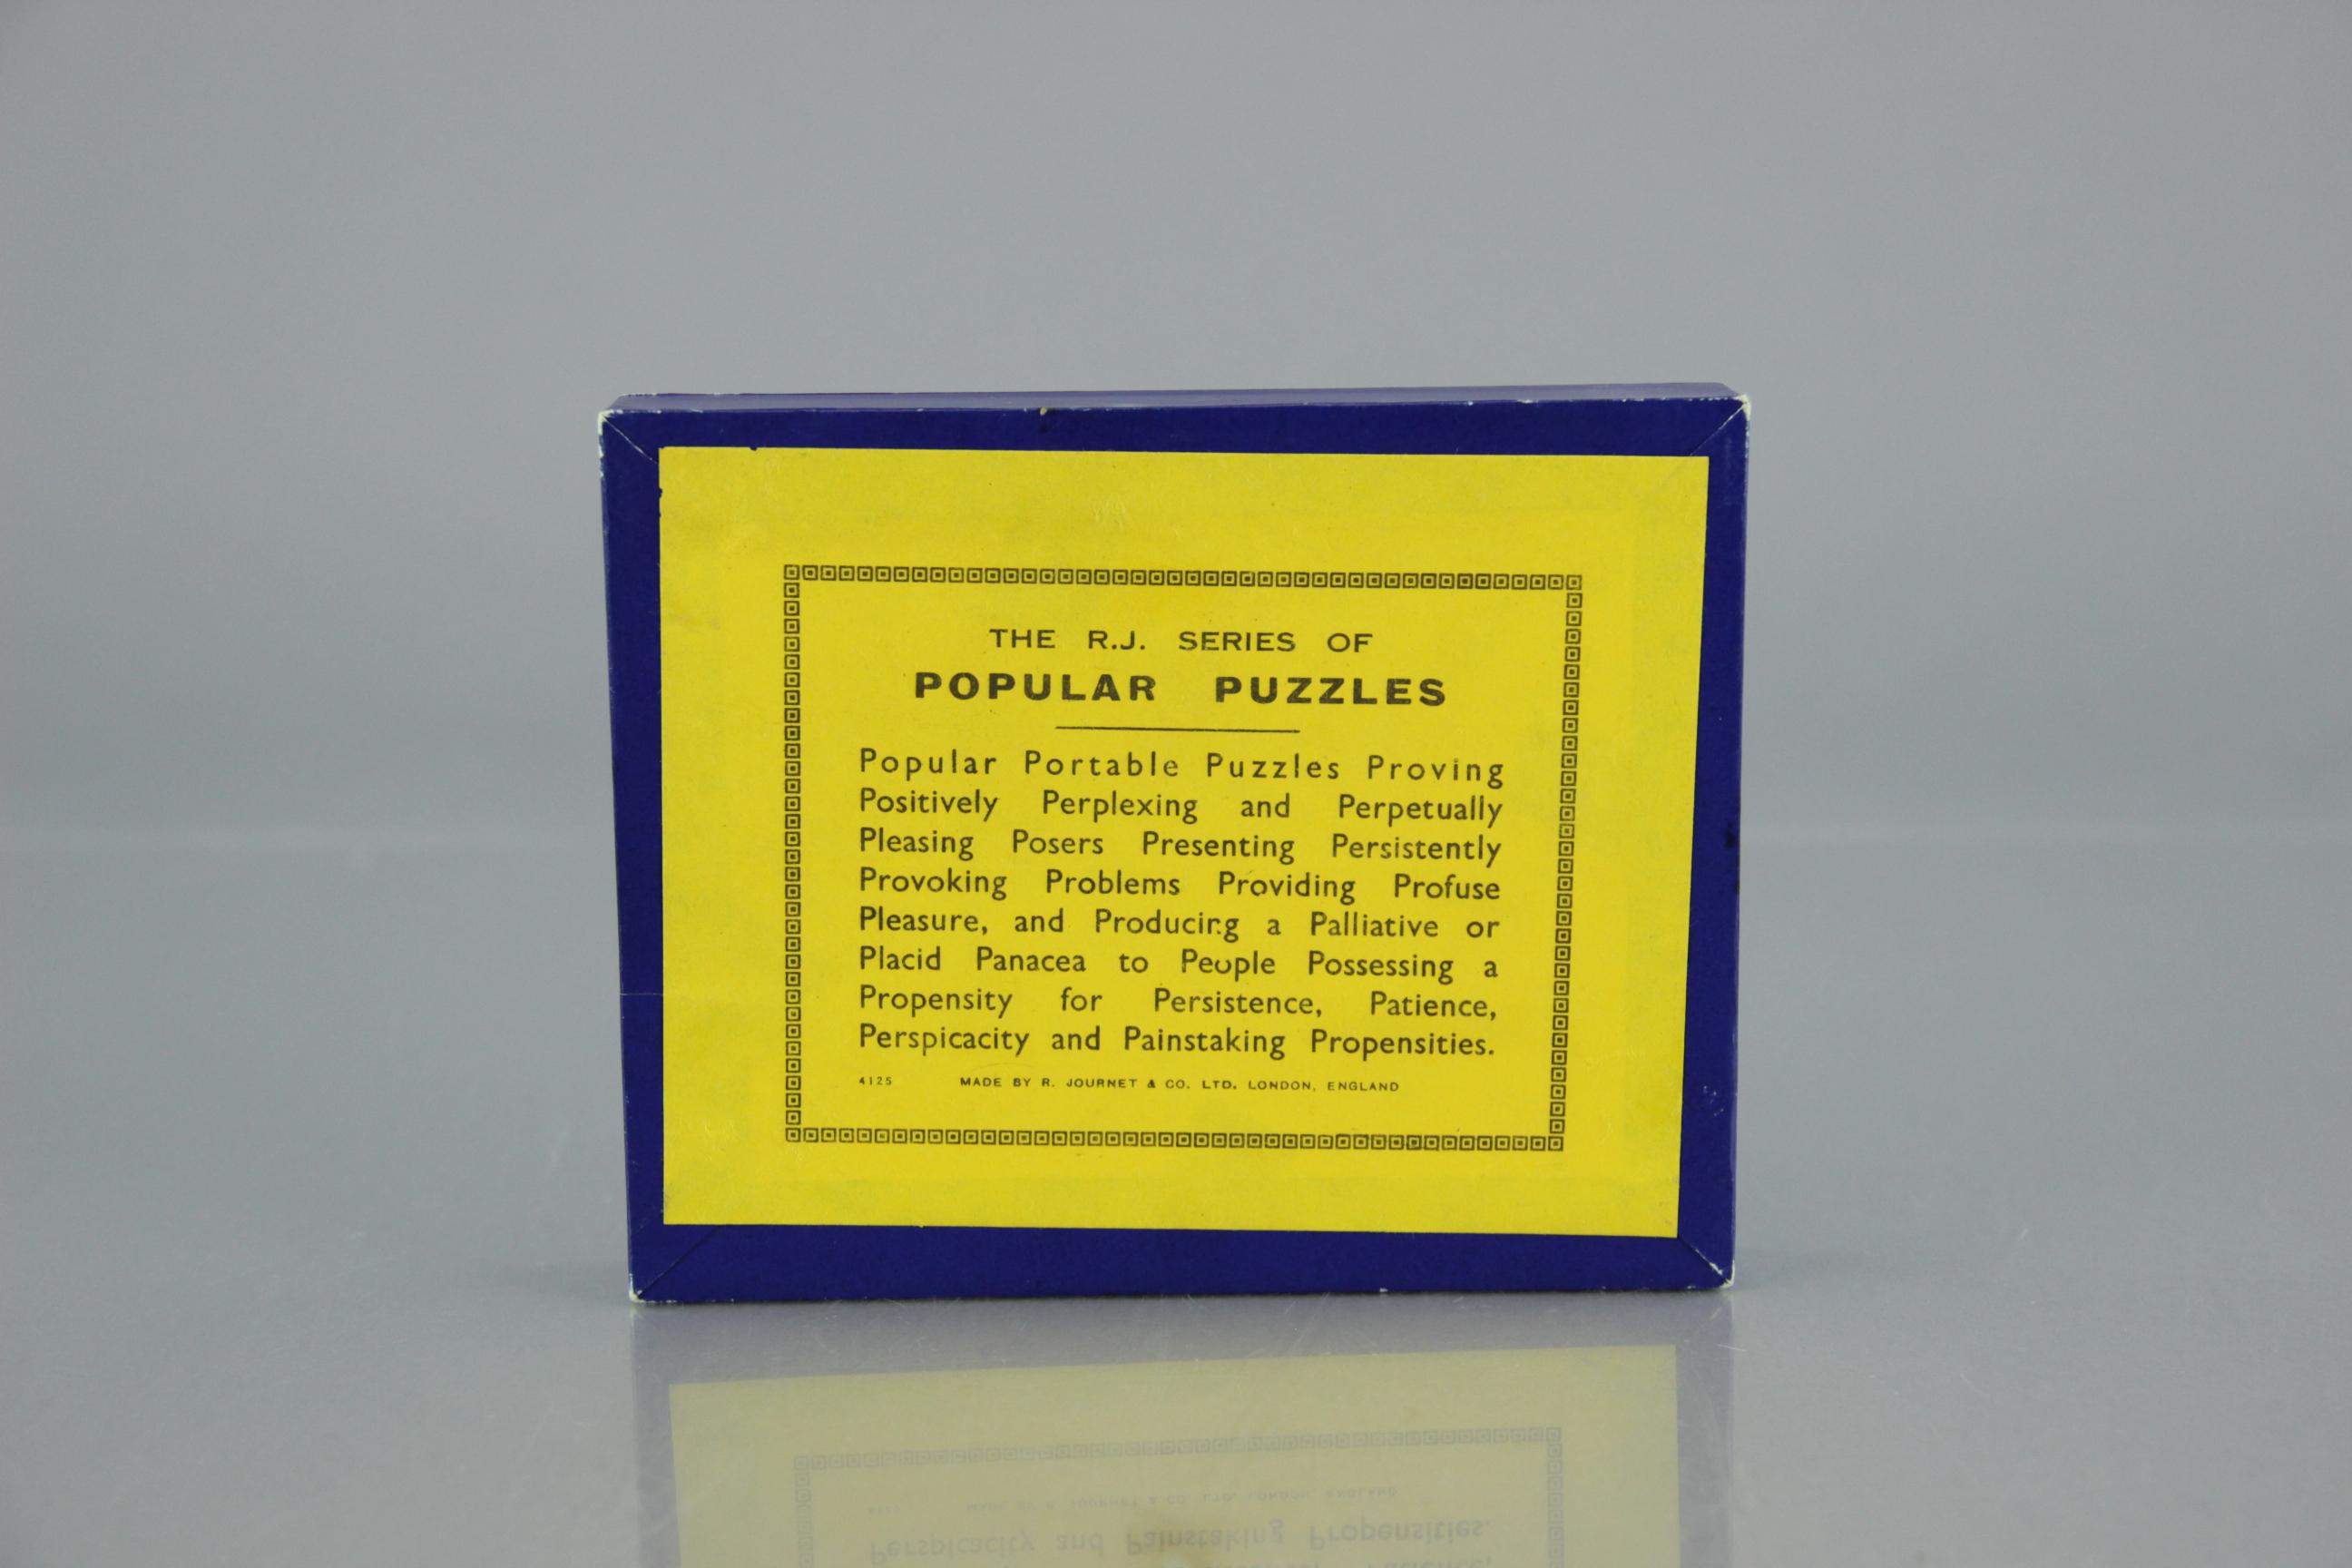 THE R.J. SERIES OF
POPULAR PUZZLES
Popular Portable Puzzles Proving
Positively Perplexing and Perpetually
Pleasing Posers Presenting Persistently
Provoking Problems Providing Profuse
Pleasure, and Producing a Palliative or
Placid Panacea to People Possessing a
Propensity for Persistence, Patience,
Perspicacity and Painstaking Propensities.
4125 MADE BY R. JOURNET & CO. LTD. LONDON, ENGLAND